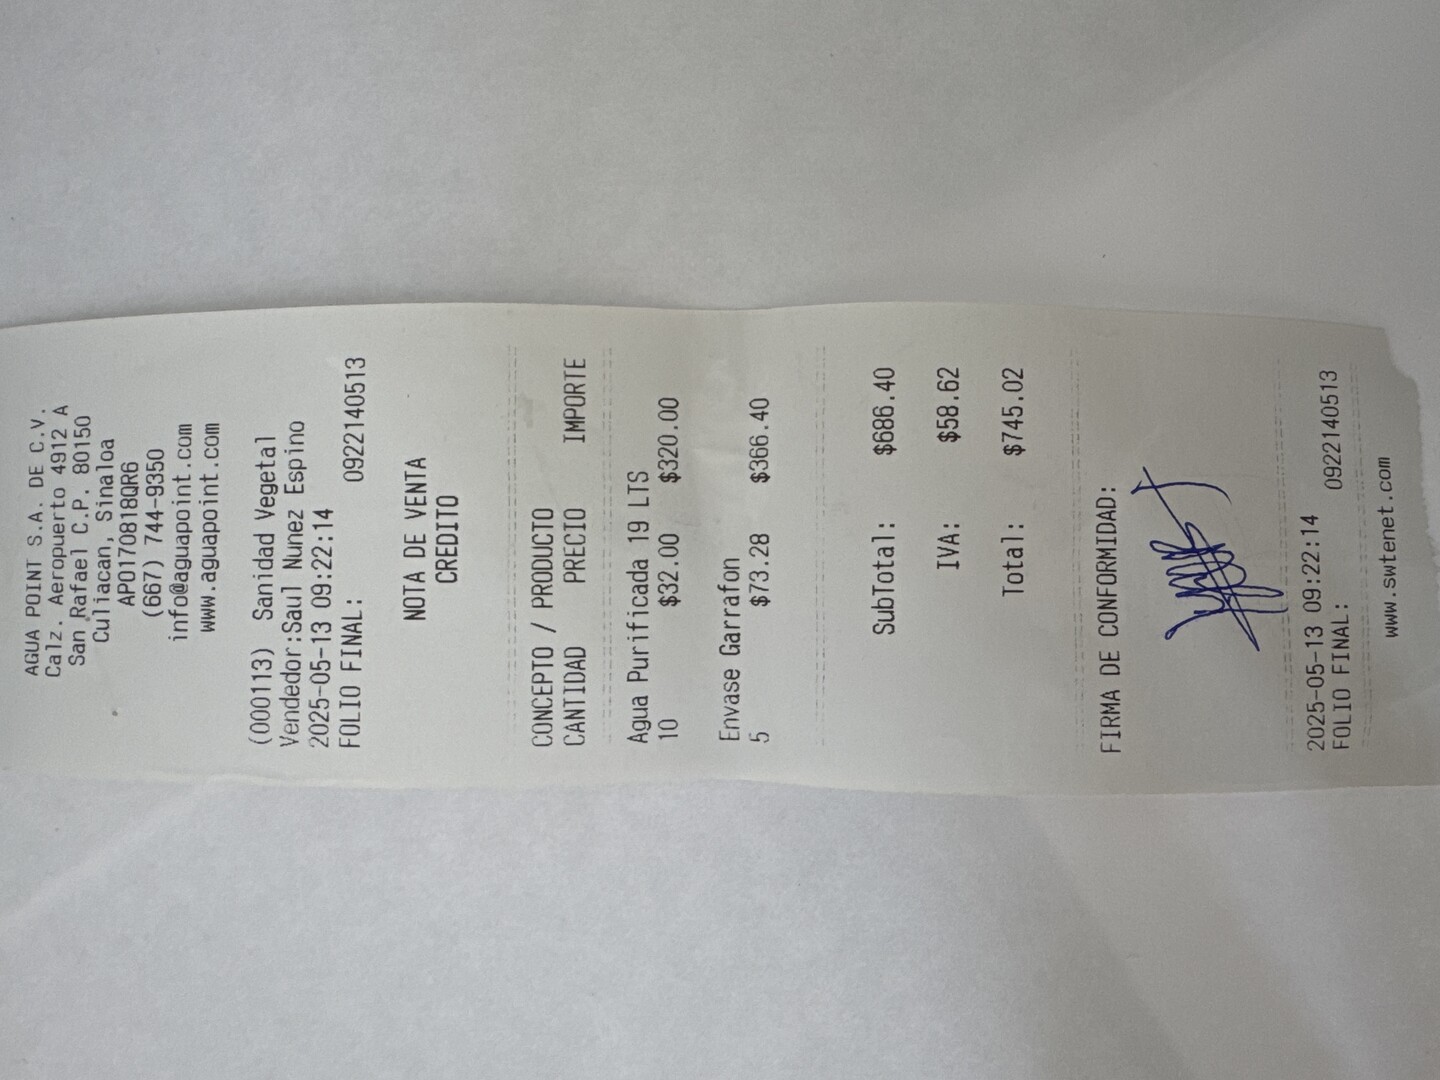 AGUA POINT S.A. DE C.V.
Calz. Aeropuerto 4912 A
San Rafael C.P. 80150
Culiacan, Sinaloa
APO170818QR6
(667) 744-9350
info@aguapoint.com
www.aguapoint.com
(000113) Sanidad Vegetal
Vendedor:Saul Nunez Espino
2025-05-13 09:22:14
FOLIO FINAL: 0922140513
NOTA DE VENTA
CREDITO
CONCEPTO / PRODUCTO
CANTIDAD PRECIO IMPORTE
Agua Purificada 19 LTS
10 $32.00 $320.00
Envase Garrafon
5 $73.28 $366.40
SubTotal: $686.40
IVA: $58.62
Total: $745.02
FIRMA DE CONFORMIDAD:
2025-05-13 09:22:14
FOLIO FINAL: 0922140513
www.swtenet.com